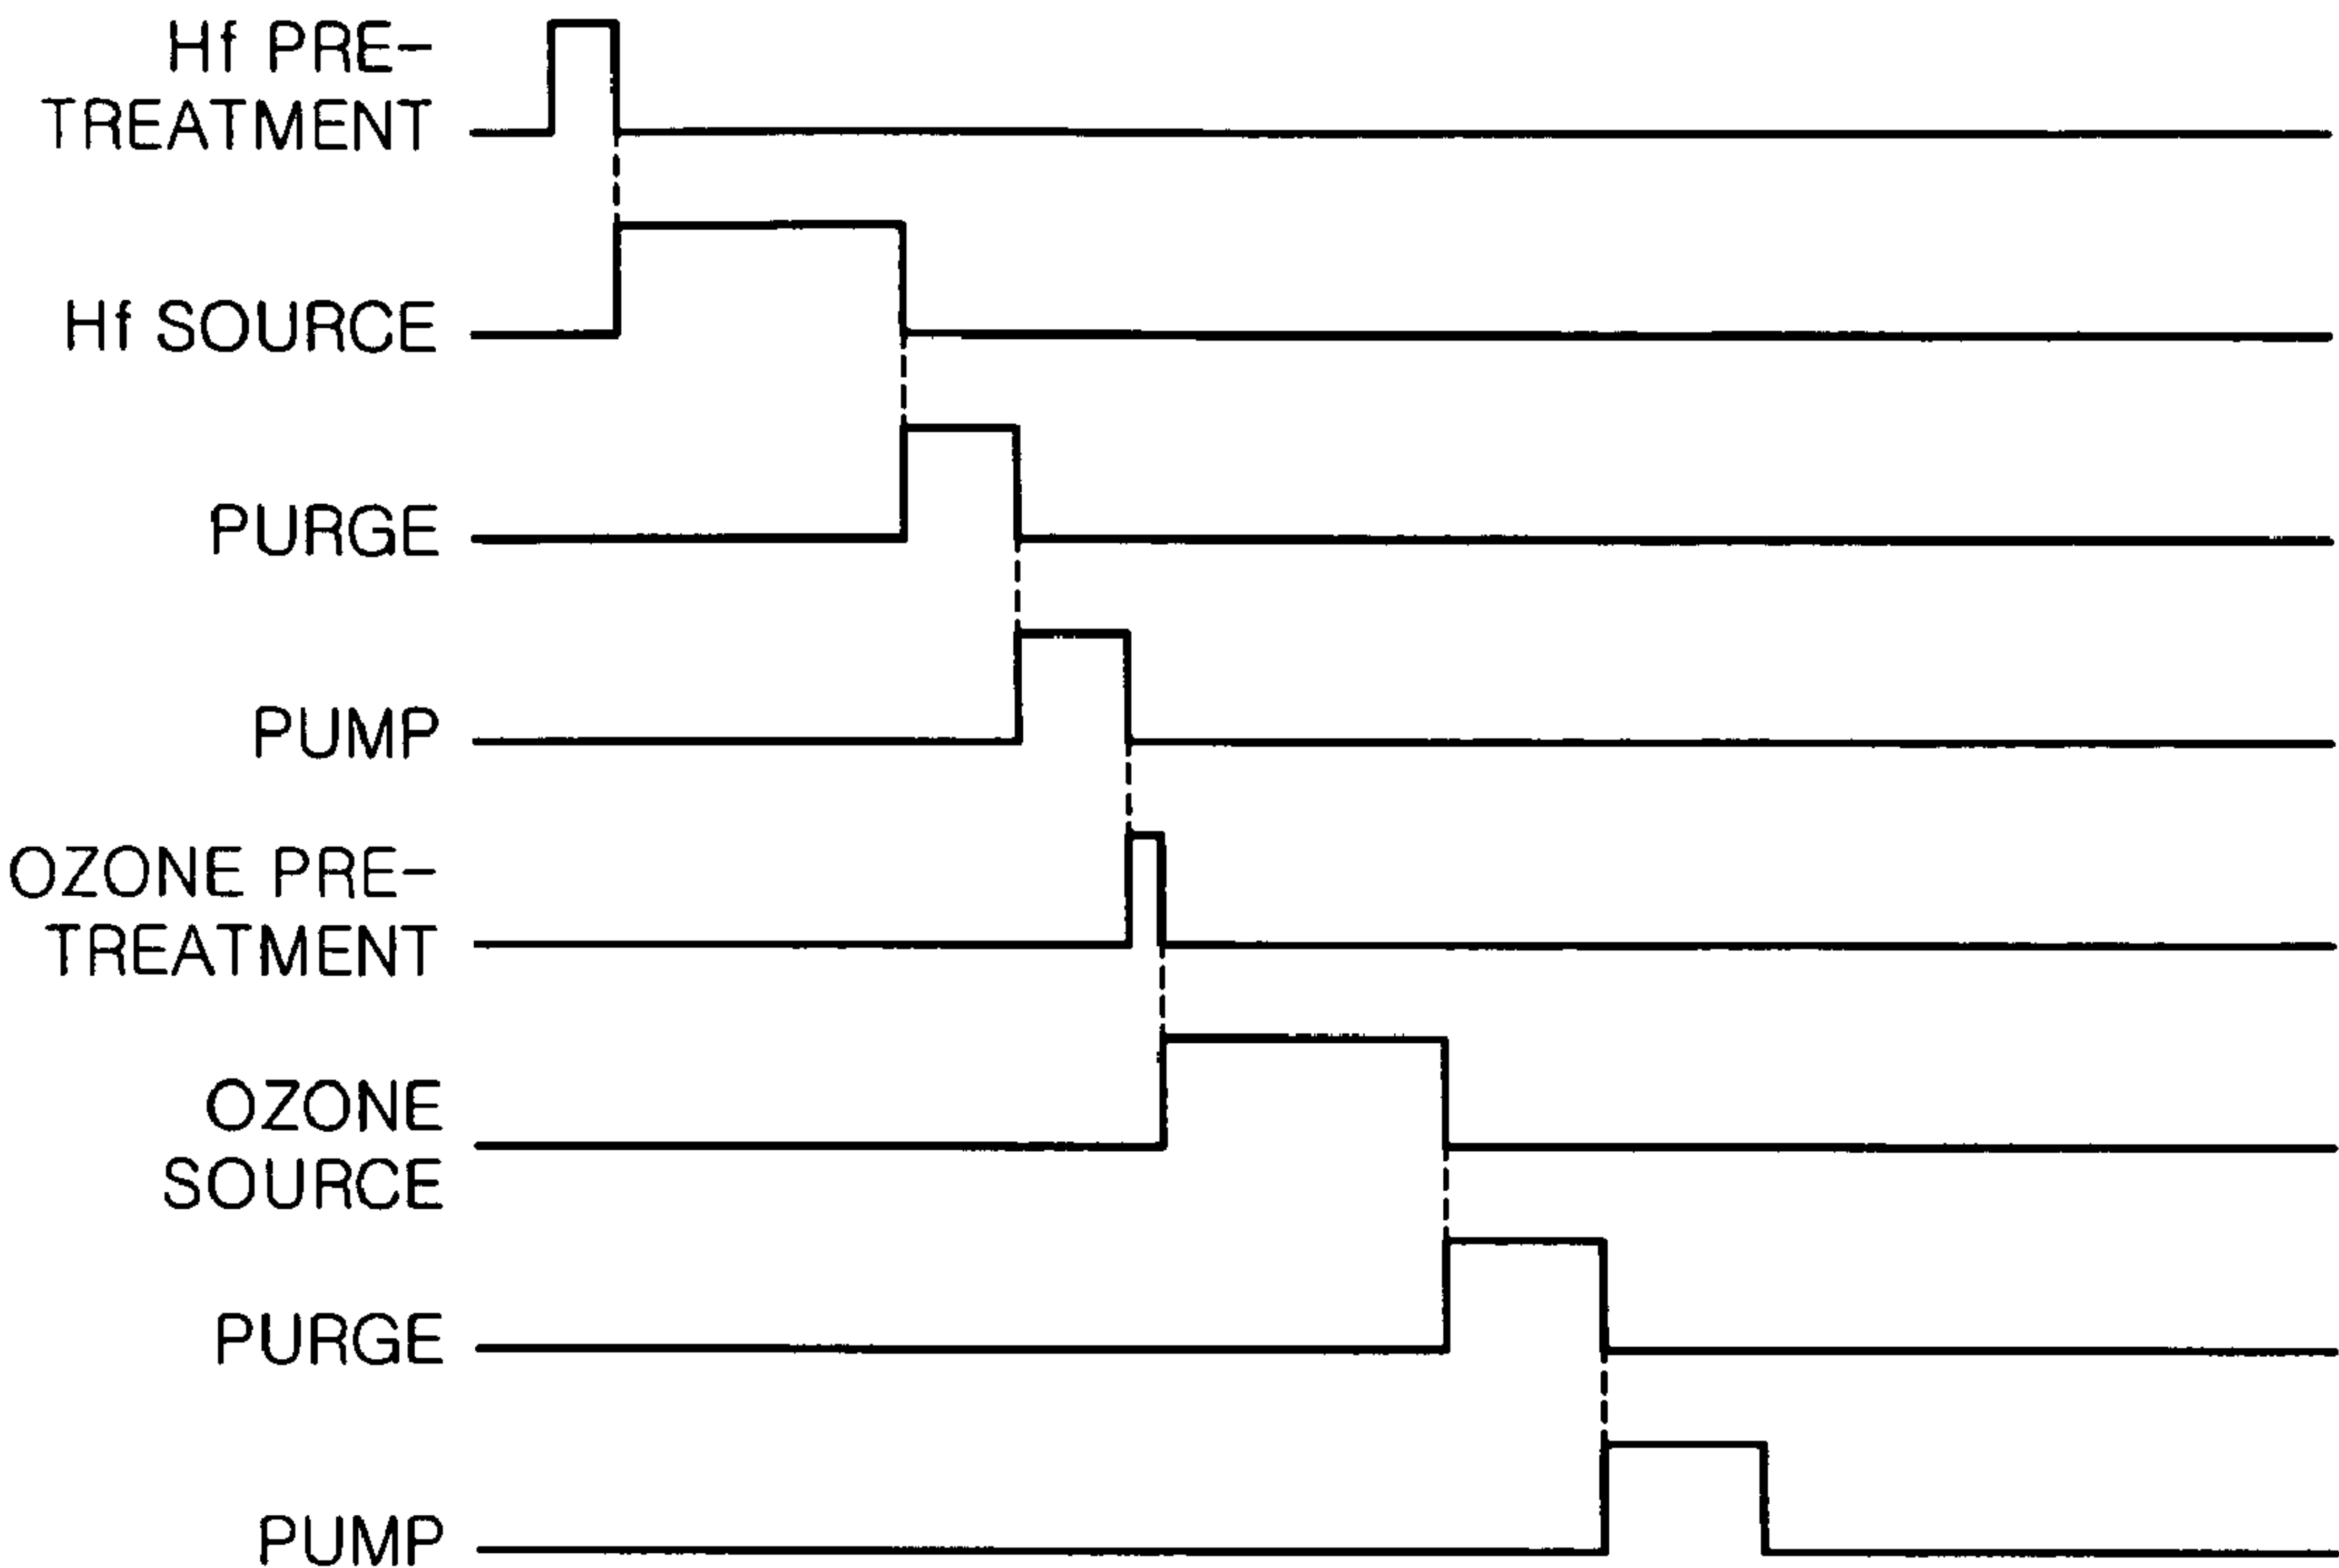 Hf PRE-
TREATMENT
Hf SOURCE
PURGE
PUMP
OZONE PRE-
TREATMENT
OZONE
SOURCE
PURGE
PUMP